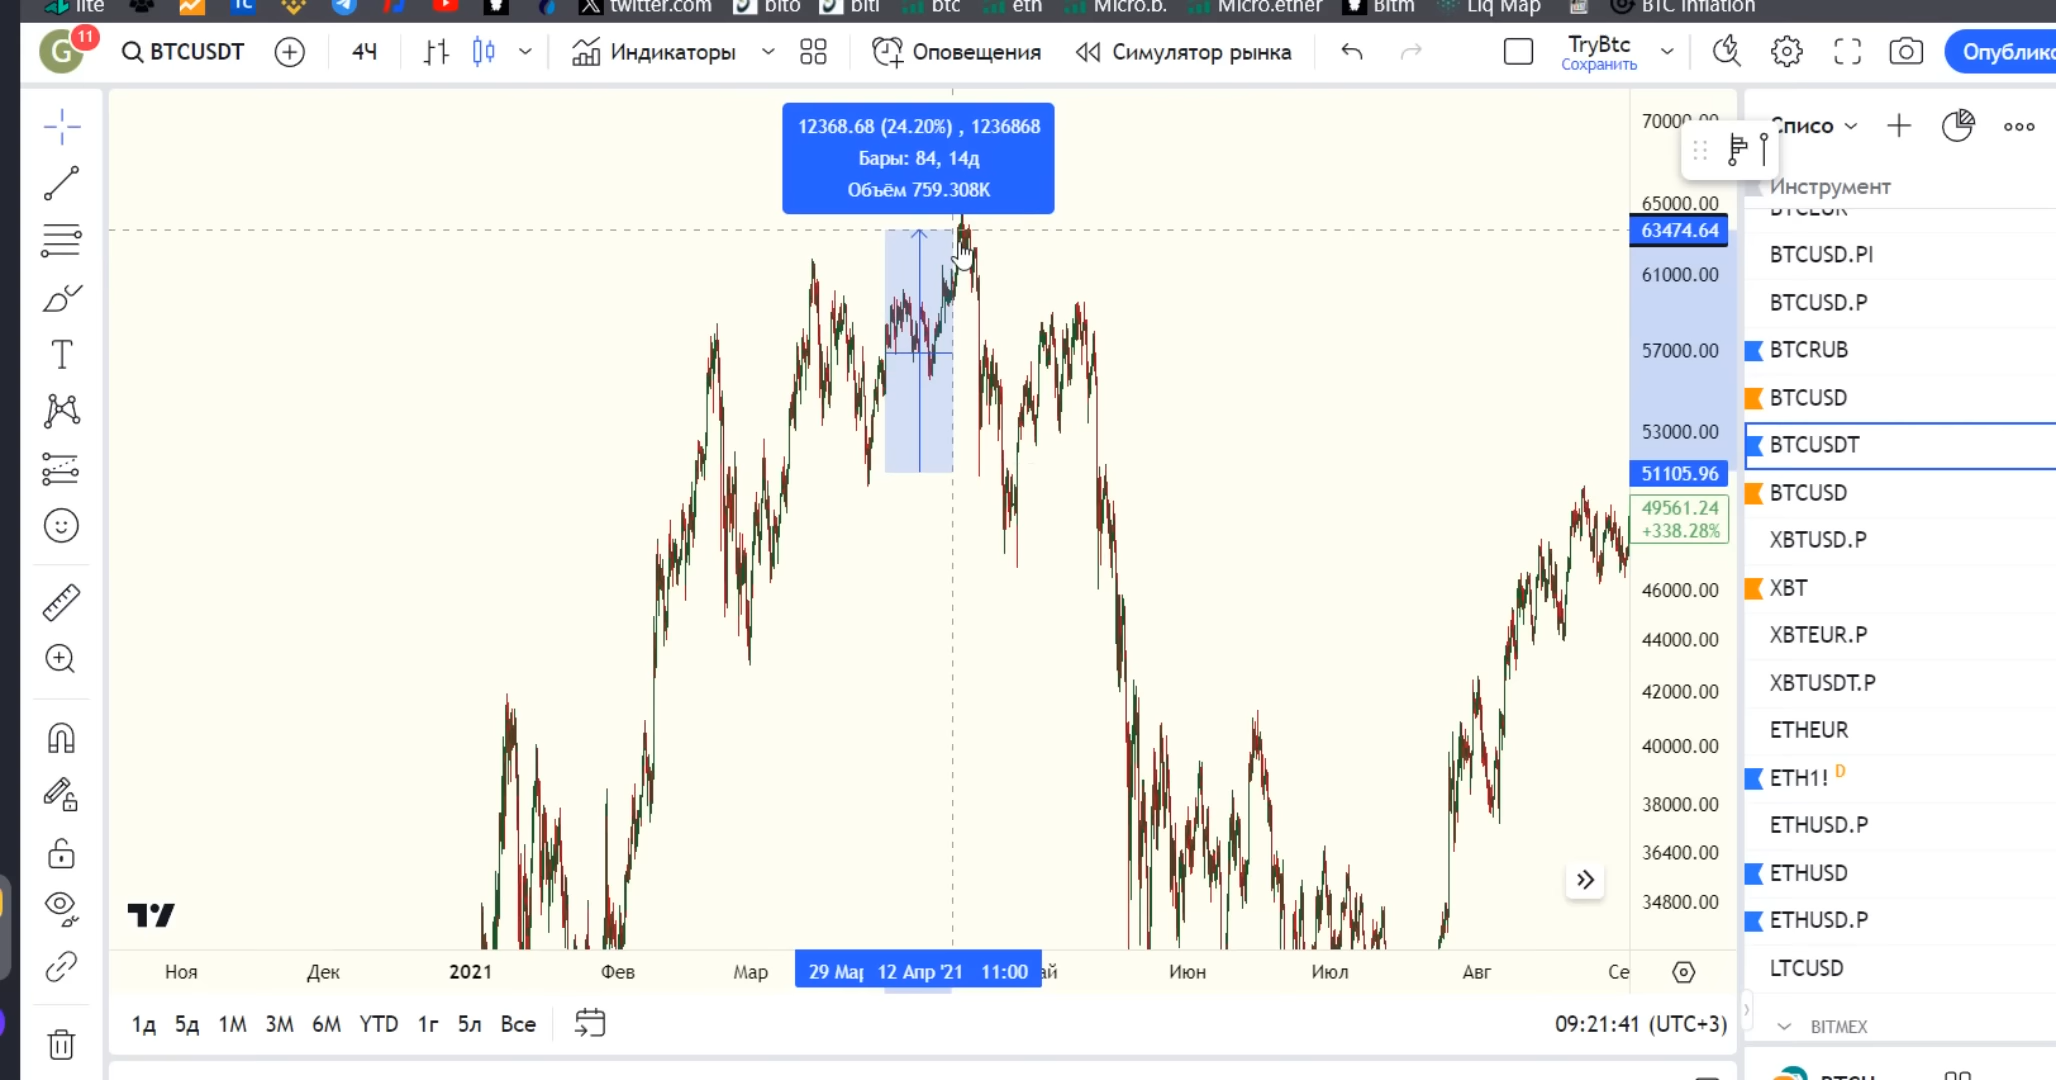 lite
twitter.com
bito
biti
btc
eth
Micro.b.
Micro.ether
Bitm
Liq Map
BTC Inflation
G
11
BTCUSDT
4Ч
Индикаторы
Оповещения
Симулятор рынка
TryBtc
Сохранить
12368.68 (24.20%) , 1236868
Бары: 84, 14д
Объём 759.308K
65000.00
63474.64
61000.00
57000.00
53000.00
51105.96
49561.24
+338.28%
46000.00
44000.00
42000.00
40000.00
38000.00
36400.00
34800.00
Инструмент
BTCEUR
BTCUSD.PI
BTCUSD.P
BTCRUB
BTCUSD
BTCUSDT
BTCUSD
XBTUSD.P
XBT
XBTEUR.P
XBTUSDT.P
ETHEUR
ETH1! D
ETHUSD.P
ETHUSD
ETHUSD.P
LTCUSD
BITMEX
Ноя
Дек
2021
Фев
Мар
29 Мар
12 Апр '21 11:00
Июн
Июл
Авг
1д 5д 1М 3М 6М YTD 1г 5л Все
09:21:41 (UTC+3)